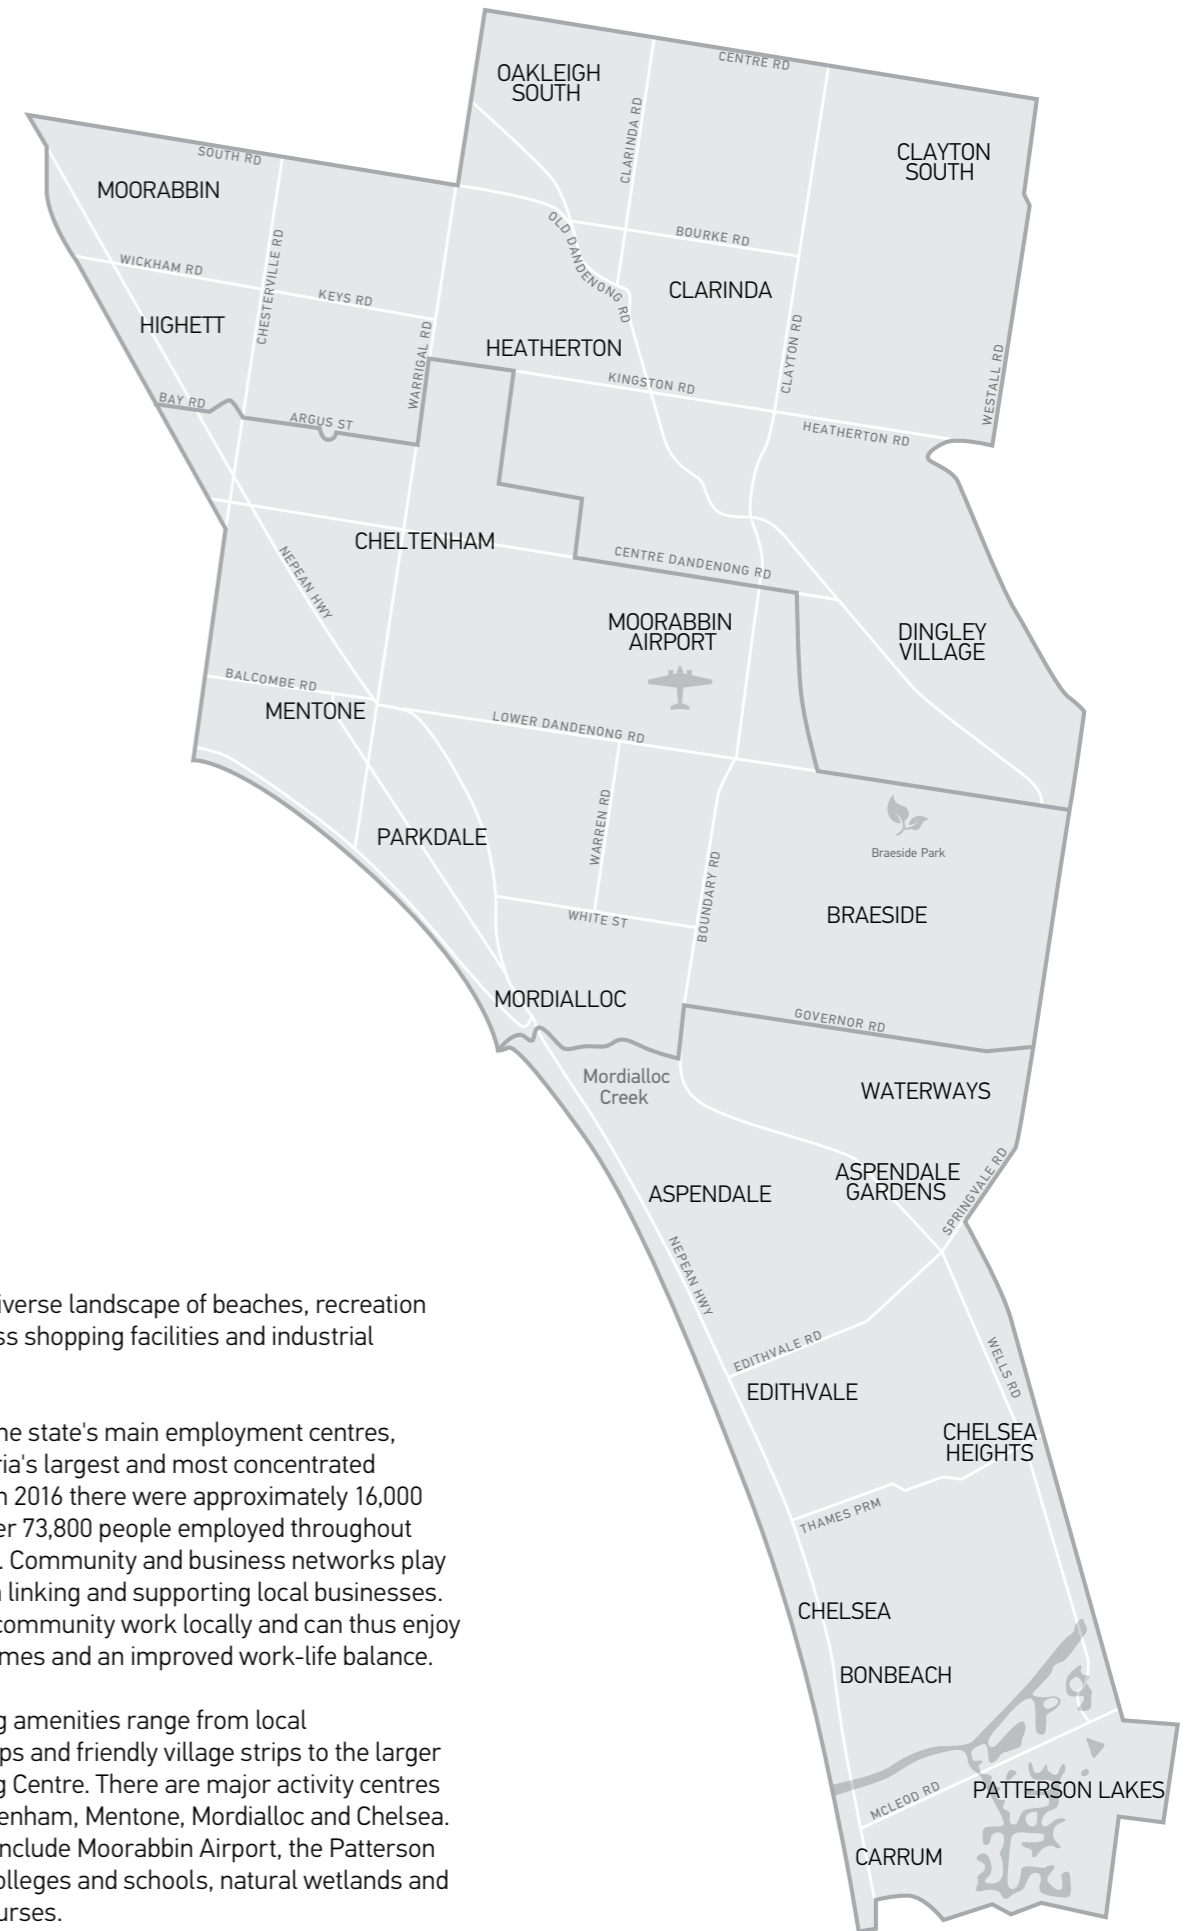 CENTRE RD
OAKLEIGH
SOUTH
CLARINDA RD
CLAYTON
SOUTH
SOUTH RD
MOORABBIN
OLD DANDENONG RD
BOURKE RD
WICKHAM RD
CHESTERVILLE RD
KEYS RD
CLARINDA
HIGHETT
WARRIGAL RD
HEATHERTON
CLAYTON RD
WESTALL RD
KINGSTON RD
BAY RD
ARGUS ST
HEATHERTON RD
CHELTENHAM
NEPEAN HWY
CENTRE DANDENONG RD
MOORABBIN
AIRPORT
DINGLEY
VILLAGE
BALCOMBE RD
MENTONE
LOWER DANDENONG RD
PARKDALE
WARREN RD
BOUNDARY RD
Braeside Park
WHITE ST
BRAESIDE
MORDIALLOC
GOVERNOR RD
Mordialloc
Creek
WATERWAYS
ASPENDALE
ASPENDALE
GARDENS
SPRINGVALE RD
NEPEAN HWY
EDITHVALE RD
WELLS RD
EDITHVALE
CHELSEA
HEIGHTS
THAMES PRM
CHELSEA
BONBEACH
MCLEOD RD
PATTERSON LAKES
CARRUM
iverse landscape of beaches, recreation
ss shopping facilities and industrial
he state's main employment centres,
ria's largest and most concentrated
n 2016 there were approximately 16,000
er 73,800 people employed throughout
. Community and business networks play
n linking and supporting local businesses.
community work locally and can thus enjoy
mes and an improved work-life balance.
g amenities range from local
ps and friendly village strips to the larger
g Centre. There are major activity centres
tenham, Mentone, Mordialloc and Chelsea.
nclude Moorabbin Airport, the Patterson
olleges and schools, natural wetlands and
urses.